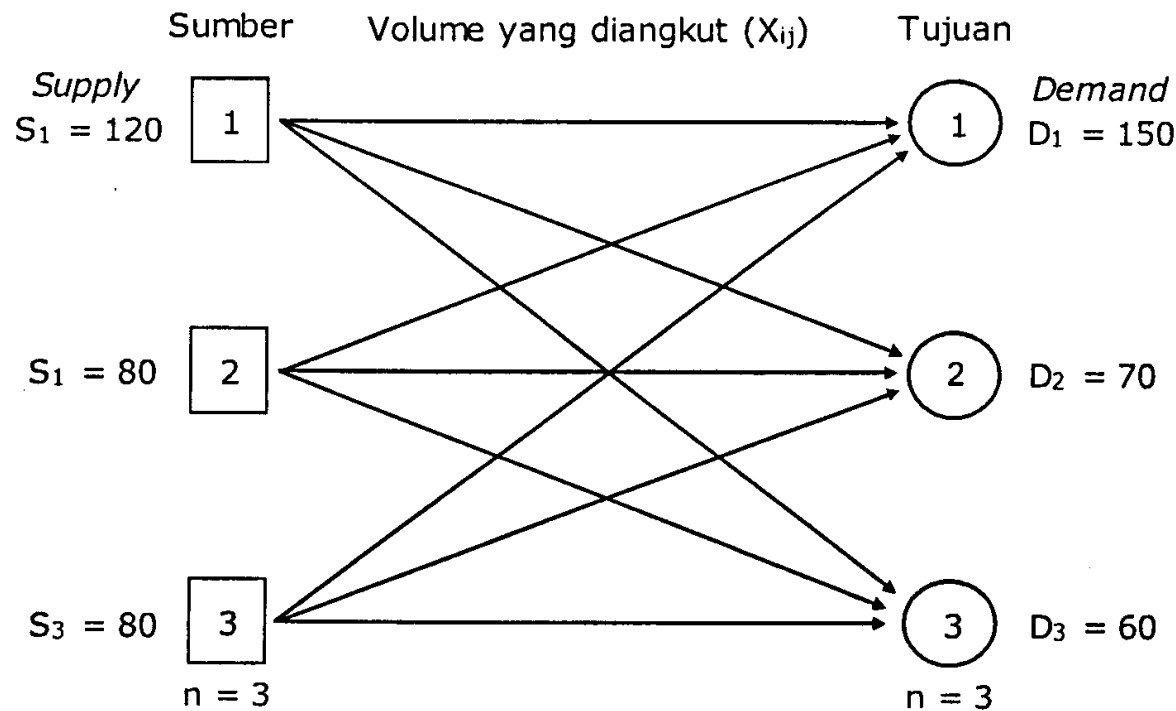 Sumber Volume yang diangkut (Xij) Tujuan
Supply
S1 = 120
1
1
Demand
D1 = 150
S1 = 80
2
2
D2 = 70
S3 = 80
3
3
D3 = 60
n = 3
n = 3